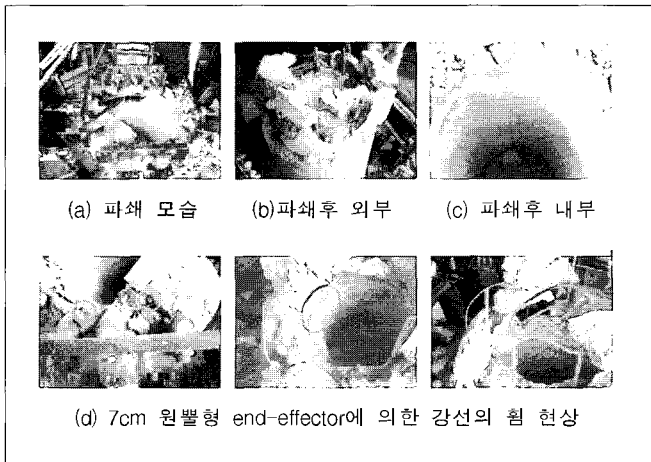 (a) 파쇄 모습 (b)파쇄후 외부 (c) 파쇄후 내부
(d) 7cm 원뿔형 end-effector에 의한 강선의 휨 현상